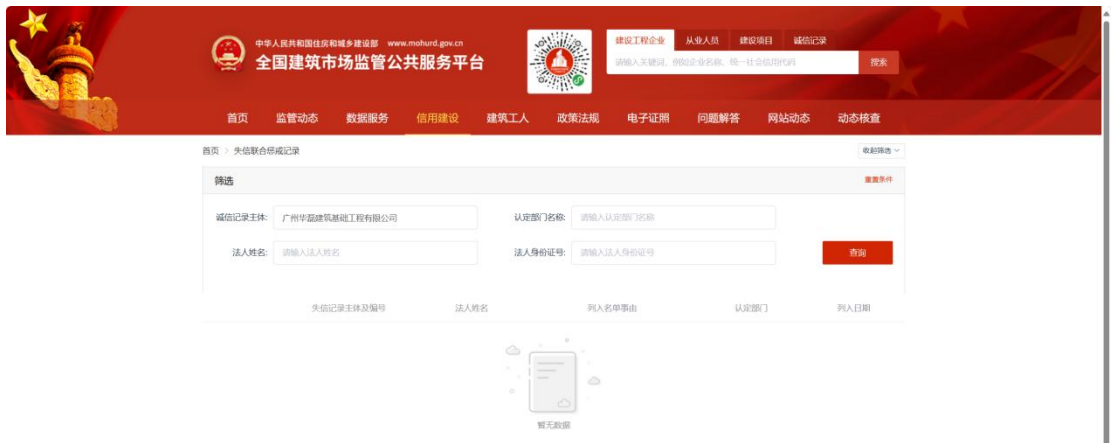 中华人民共和国住房和城乡建设部 www.mohurd.gov.cn
全国建筑市场监管公共服务平台
建设工程企业 从业人员 建设项目 诚信记录
请输入关键词，例如企业名称、统一社会信用代码 搜索
首页 监管动态 数据服务 信用建设 建筑工人 政策法规 电子证照 问题解答 网站动态 动态核查
首页 > 失信联合惩戒记录 收起筛选
筛选 重置条件
诚信记录主体: 广州华磊建筑基础工程有限公司 认定部门名称: 请输入认定部门名称
法人姓名: 请输入法人姓名 法人身份证号: 请输入法人身份证号 查询
失信记录主体及编号 法人姓名 列入名单事由 认定部门 列入日期
暂无数据